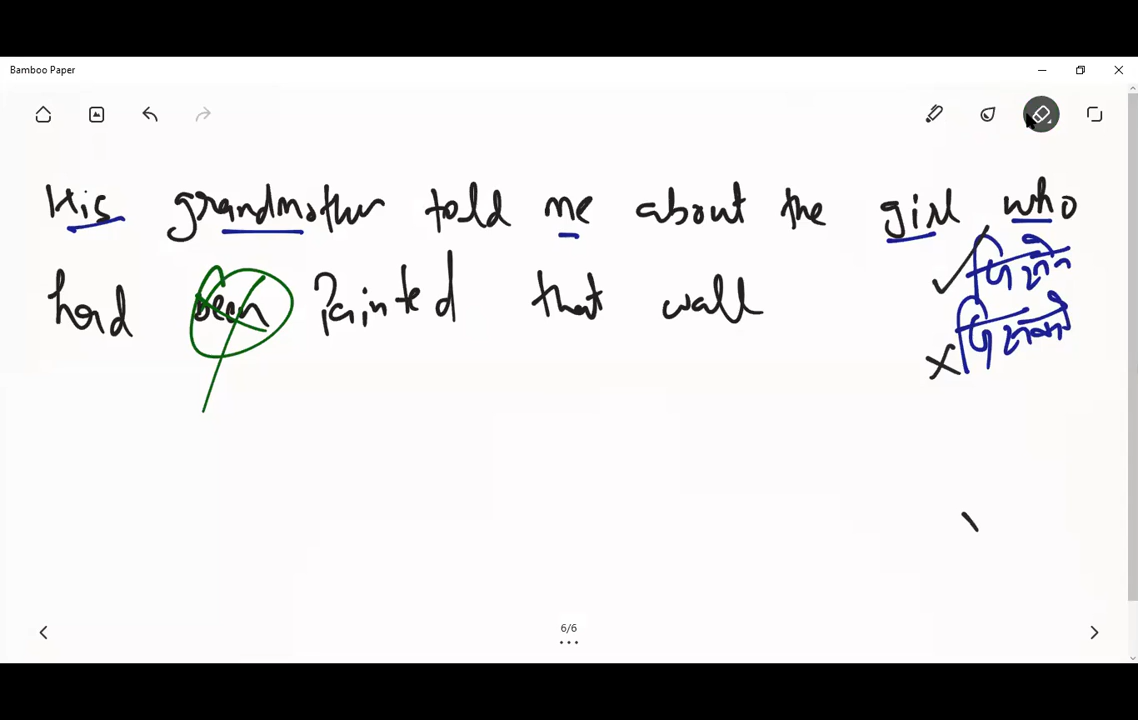 Bamboo Paper
His grandmother told me about the girl who
had been Painted that wall
6/6